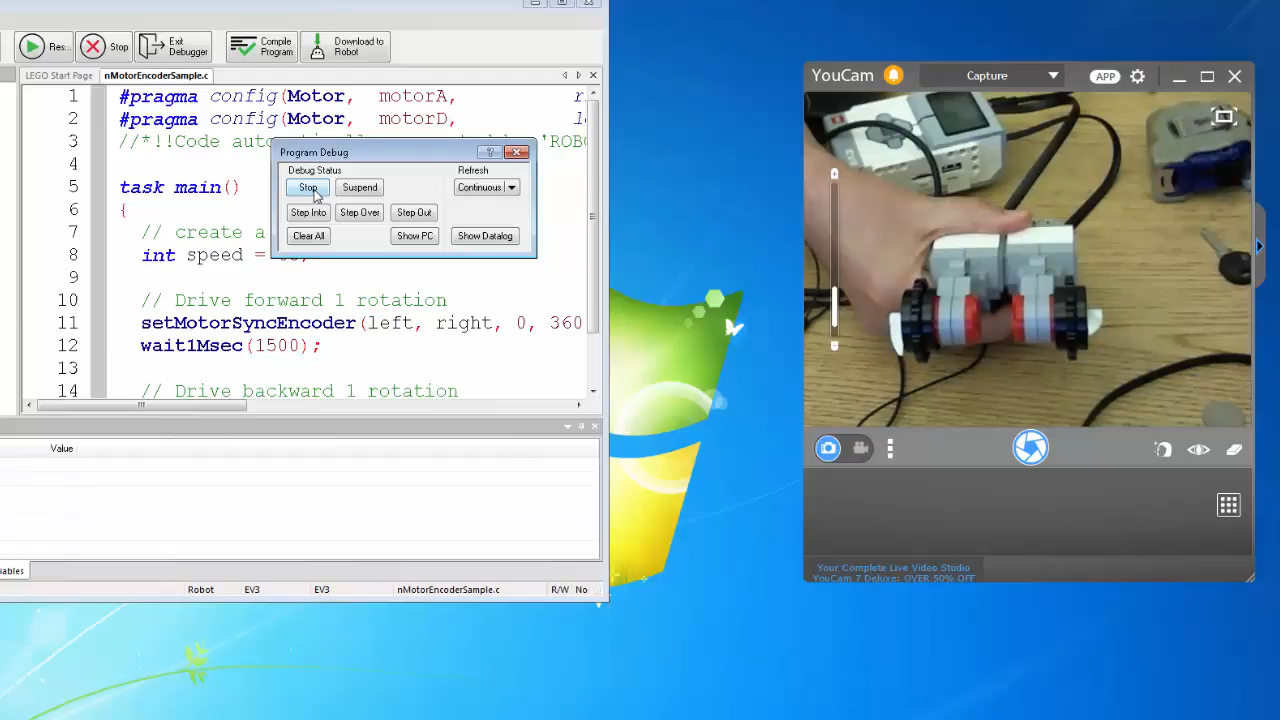 Res...
Stop
Exit
Debugger
Compile
Program
Download to
Robot
LEGO Start Page
nMotorEncoderSample.c
1 #pragma config(Motor, motorA,
2 #pragma config(Motor, motorD,
3
Program Debug
Debug Status
Refresh
Stop
Suspend
Continuous
Step Into
Step Over
Step Out
Clear All
Show PC
Show Datalog
4
5 task main()
6 {
7 // create a
8 int speed =
9
10 // Drive forward 1 rotation
11 setMotorSyncEncoder(left, right, 0, 360
12 wait1Msec(1500);
13
14 // Drive backward 1 rotation
Value
Robot
EV3
EV3
nMotorEncoderSample.c
R/W
No
YouCam
Capture
APP
Your Complete Live Video Studio
YouCam 7 Deluxe: OVER 50% OFF